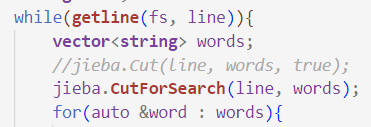 while(getline(fs, line)){
vector<string> words;
//jieba.Cut(line, words, true);
jieba.CutForSearch(line, words);
for(auto &word : words){